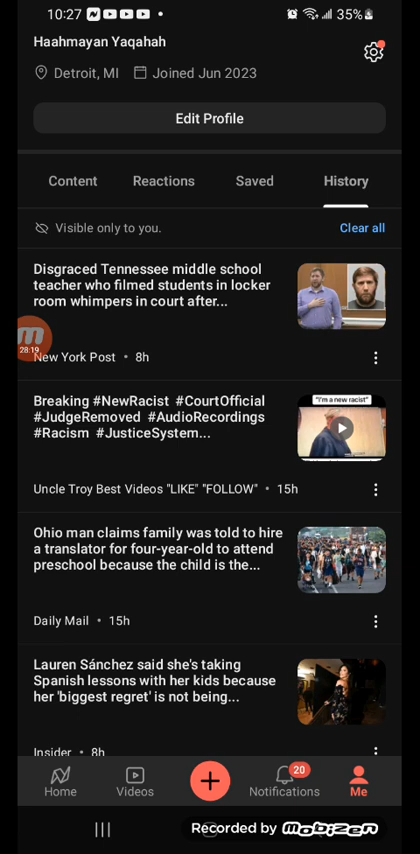 10:27 35%
Haahmayan Yaqahah
Detroit, MI Joined Jun 2023
Edit Profile
Content Reactions Saved History
Visible only to you. Clear all
Disgraced Tennessee middle school
teacher who filmed students in locker
room whimpers in court after...
28:19
New York Post • 8h
Breaking #NewRacist #CourtOfficial
#JudgeRemoved #AudioRecordings
#Racism #JusticeSystem...
"I'm a new racist"
Uncle Troy Best Videos "LIKE" "FOLLOW" • 15h
Ohio man claims family was told to hire
a translator for four-year-old to attend
preschool because the child is the...
Daily Mail • 15h
Lauren Sánchez said she's taking
Spanish lessons with her kids because
her 'biggest regret' is not being...
Insider • 8h
20
Home Videos Notifications Me
Recorded by MOBIZEN